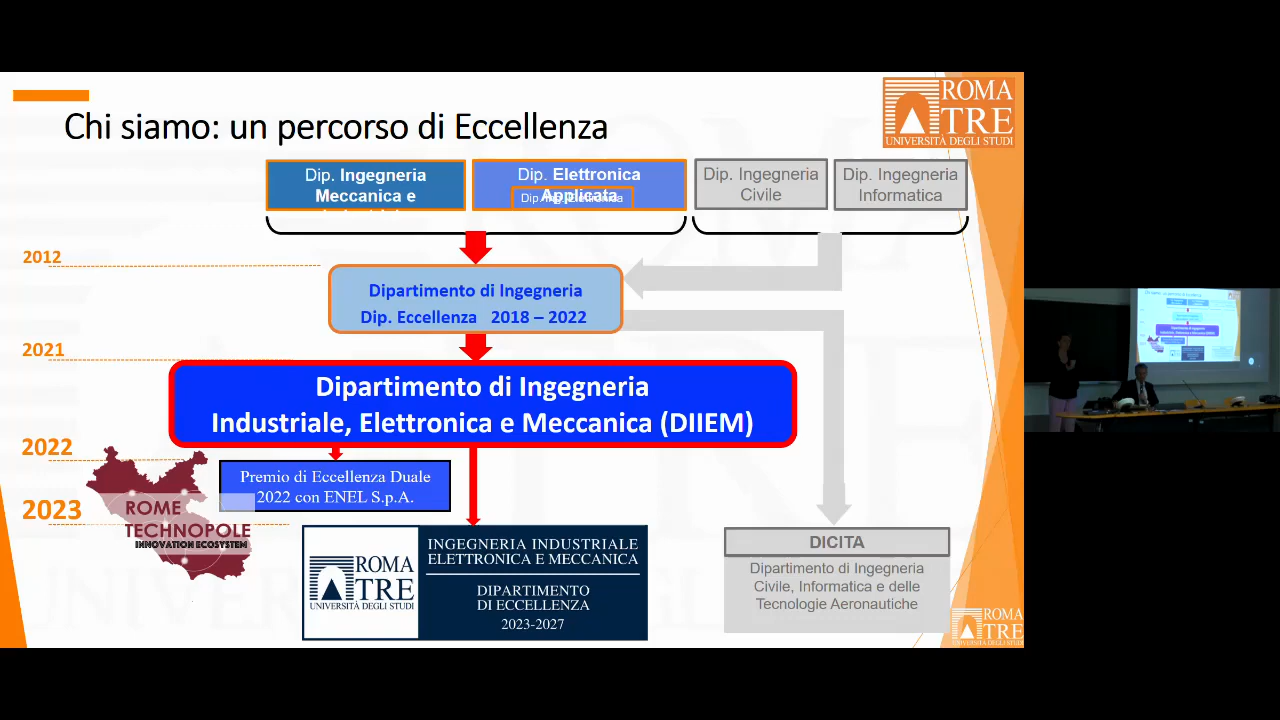 Chi siamo: un percorso di Eccellenza
ROMA
TRE
UNIVERSITÀ DEGLI STUDI
Dip. Ingegneria
Meccanica e
Dip. Elettronica
Applicata
Dip. Ingegneria
Civile
Dip. Ingegneria
Informatica
2012
Dipartimento di Ingegneria
Dip. Eccellenza 2018 – 2022
2021
Dipartimento di Ingegneria
Industriale, Elettronica e Meccanica (DIIEM)
2022
Premio di Eccellenza Duale
2022 con ENEL S.p.A.
2023
ROME
TECHNOPOLE
INNOVATION ECOSYSTEM
ROMA
TRE
UNIVERSITÀ DEGLI STUDI
INGEGNERIA INDUSTRIALE
ELETTRONICA E MECCANICA
DIPARTIMENTO
DI ECCELLENZA
2023-2027
DICITA
Dipartimento di Ingegneria
Civile, Informatica e delle
Tecnologie Aeronautiche
ROMA
TRE
UNIVERSITÀ DEGLI STUDI